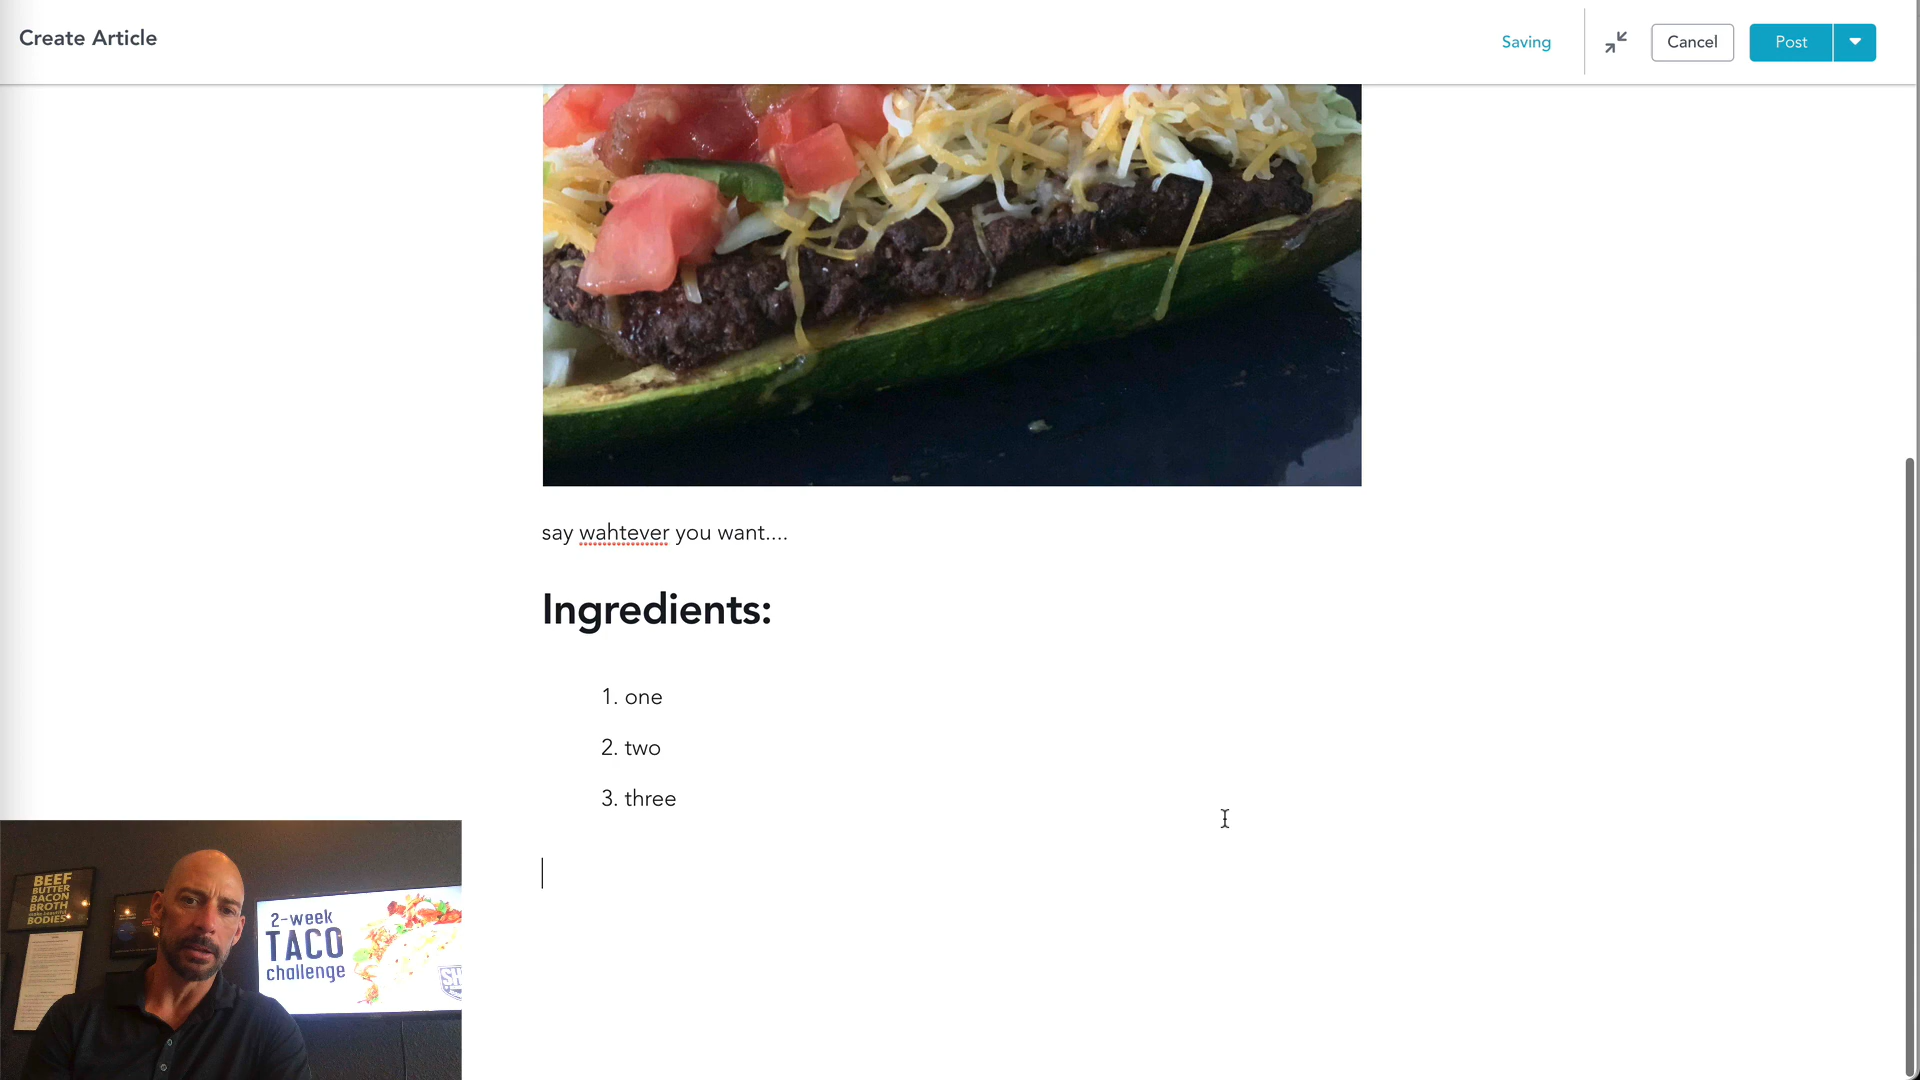 Create Article
Saving
Cancel
Post
say wahtever you want....
Ingredients:
1. one
2. two
3. three
BEEF
BUTTER
BACON
BROTH
BODIES
2-week
TACO
challenge
SH